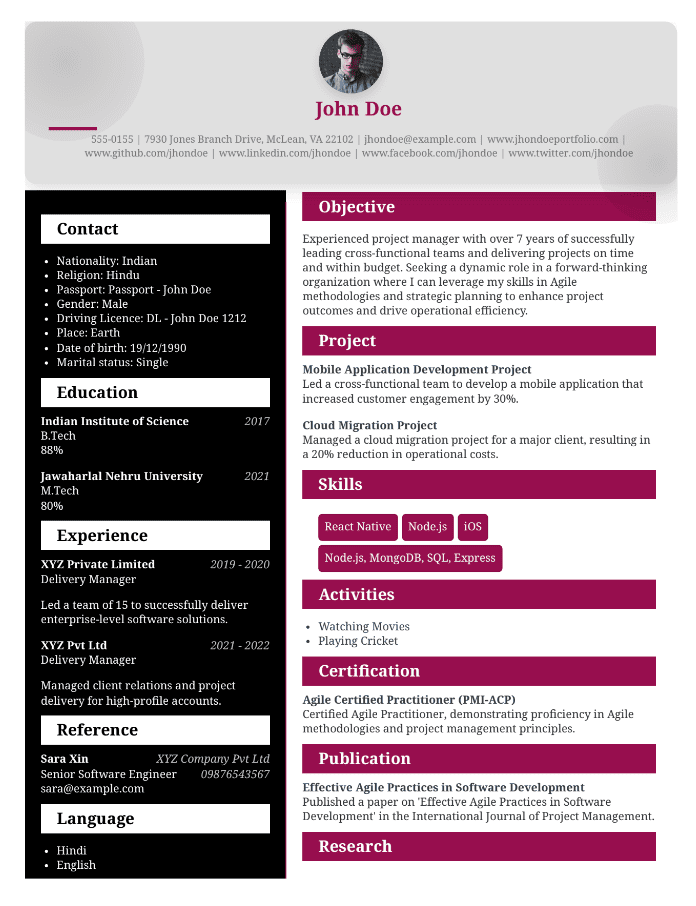 John Doe
555-0155 | 7930 Jones Branch Drive, McLean, VA 22102 | jhondoe@example.com | www.jhondoeportfolio.com |
www.github.com/jhondoe | www.linkedin.com/jhondoe | www.facebook.com/jhondoe | www.twitter.com/jhondoe
Contact
• Nationality: Indian
• Religion: Hindu
• Passport: Passport - John Doe
• Gender: Male
• Driving Licence: DL - John Doe 1212
• Place: Earth
• Date of birth: 19/12/1990
• Marital status: Single
Education
Indian Institute of Science 2017
B.Tech
88%
Jawaharlal Nehru University 2021
M.Tech
80%
Experience
XYZ Private Limited 2019 - 2020
Delivery Manager
Led a team of 15 to successfully deliver
enterprise-level software solutions.
XYZ Pvt Ltd 2021 - 2022
Delivery Manager
Managed client relations and project
delivery for high-profile accounts.
Reference
Sara Xin XYZ Company Pvt Ltd
Senior Software Engineer 09876543567
sara@example.com
Language
• Hindi
• English
Objective
Experienced project manager with over 7 years of successfully
leading cross-functional teams and delivering projects on time
and within budget. Seeking a dynamic role in a forward-thinking
organization where I can leverage my skills in Agile
methodologies and strategic planning to enhance project
outcomes and drive operational efficiency.
Project
Mobile Application Development Project
Led a cross-functional team to develop a mobile application that
increased customer engagement by 30%.
Cloud Migration Project
Managed a cloud migration project for a major client, resulting in
a 20% reduction in operational costs.
Skills
React Native Node.js iOS
Node.js, MongoDB, SQL, Express
Activities
• Watching Movies
• Playing Cricket
Certification
Agile Certified Practitioner (PMI-ACP)
Certified Agile Practitioner, demonstrating proficiency in Agile
methodologies and project management principles.
Publication
Effective Agile Practices in Software Development
Published a paper on 'Effective Agile Practices in Software
Development' in the International Journal of Project Management.
Research